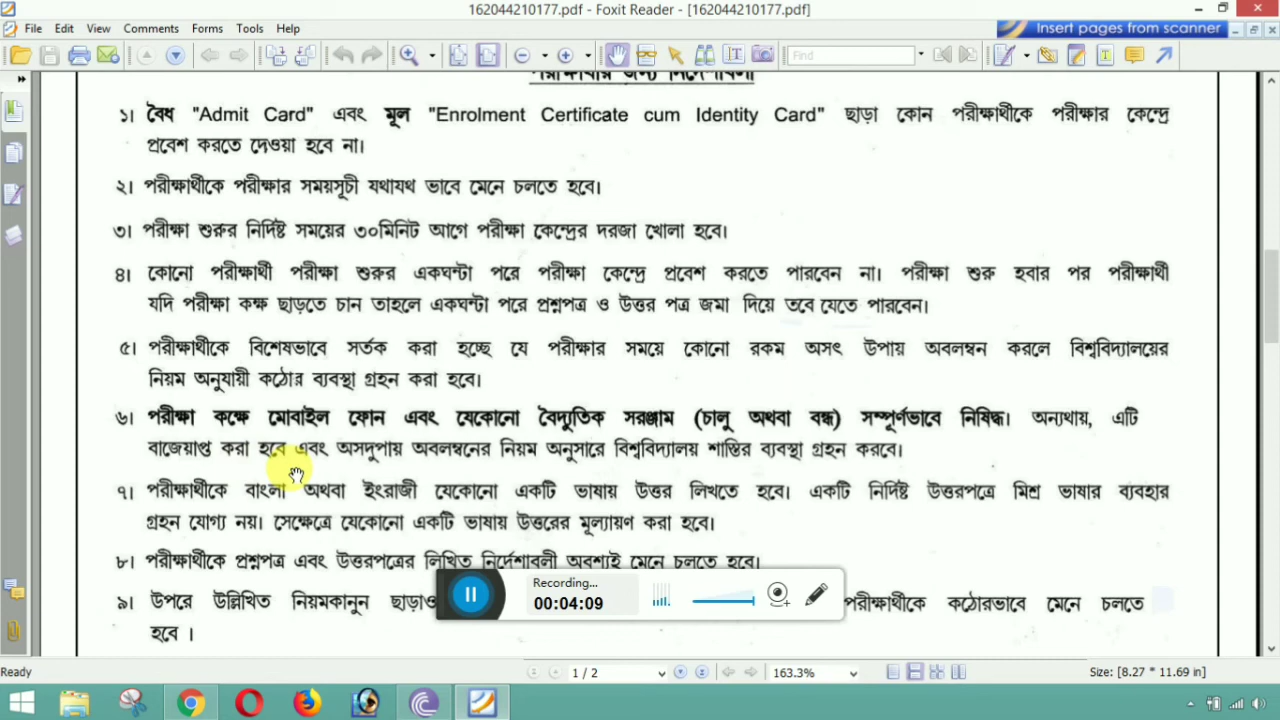 162044210177.pdf - Foxit Reader - [162044210177.pdf]
File Edit View Comments Forms Tools Help
Insert pages from scanner
Find
পরীক্ষার্থীর জন্য নির্দেশাবলী
১। বৈধ "Admit Card" এবং মূল "Enrolment Certificate cum Identity Card" ছাড়া কোন পরীক্ষার্থীকে পরীক্ষার কেন্দ্রে
প্রবেশ করতে দেওয়া হবে না।
২। পরীক্ষার্থীকে পরীক্ষার সময়সূচী যথাযথ ভাবে মেনে চলতে হবে।
৩। পরীক্ষা শুরুর নির্দিষ্ট সময়ের ৩০মিনিট আগে পরীক্ষা কেন্দ্রের দরজা খোলা হবে।
৪। কোনো পরীক্ষার্থী পরীক্ষা শুরুর একঘন্টা পরে পরীক্ষা কেন্দ্রে প্রবেশ করতে পারবেন না। পরীক্ষা শুরু হবার পর পরীক্ষার্থী
যদি পরীক্ষা কক্ষ ছাড়তে চান তাহলে একঘন্টা পরে প্রশ্নপত্র ও উত্তর পত্র জমা দিয়ে তবে যেতে পারবেন।
৫। পরীক্ষার্থীকে বিশেষভাবে সর্তক করা হচ্ছে যে পরীক্ষার সময়ে কোনো রকম অসৎ উপায় অবলম্বন করলে বিশ্ববিদ্যালয়ের
নিয়ম অনুযায়ী কঠোর ব্যবস্থা গ্রহন করা হবে।
৬। পরীক্ষা কক্ষে মোবাইল ফোন এবং যেকোনো বৈদ্যুতিক সরঞ্জাম (চালু অথবা বন্ধ) সম্পূর্ণভাবে নিষিদ্ধ। অন্যথায়, এটি
বাজেয়াপ্ত করা হবে এবং অসদুপায় অবলম্বনের নিয়ম অনুসারে বিশ্ববিদ্যালয় শাস্তির ব্যবস্থা গ্রহন করবে।
৭। পরীক্ষার্থীকে বাংলা অথবা ইংরাজী যেকোনো একটি ভাষায় উত্তর লিখতে হবে। একটি নির্দিষ্ট উত্তরপত্রে মিশ্র ভাষার ব্যবহার
গ্রহন যোগ্য নয়। সেক্ষেত্রে যেকোনো একটি ভাষায় উত্তরের মূল্যায়ণ করা হবে।
৮। পরীক্ষার্থীকে প্রশ্নপত্র এবং উত্তরপত্রের লিখিত নির্দেশাবলী অবশ্যই মেনে চলতে হবে।
৯। উপরে উল্লিখিত নিয়মকানুন পরীক্ষার্থীকে কঠোরভাবে মেনে চলতে
হবে ।
Recording...
00:04:09
Ready
1 / 2
163.3%
Size: [8.27 * 11.69 in]